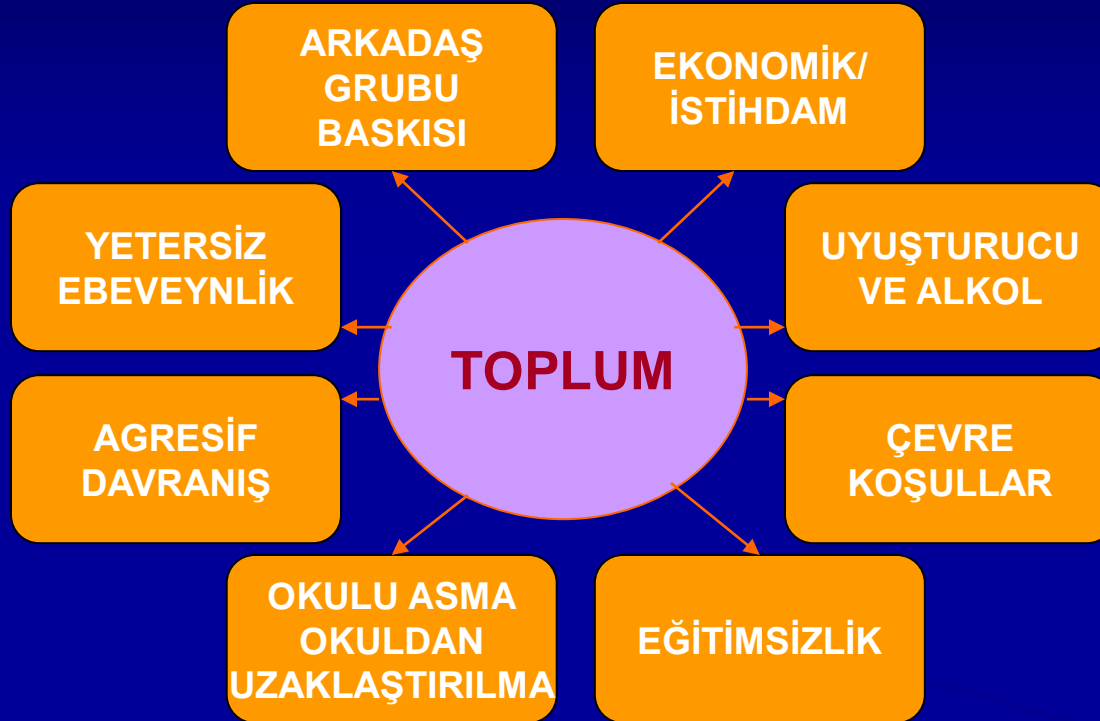 ARKADAŞ
GRUBU
BASKISI
EKONOMİK/
İSTİHDAM
YETERSİZ
EBEVEYNLİK
UYUŞTURUCU
VE ALKOL
TOPLUM
AGRESİF
DAVRANIŞ
ÇEVRE
KOŞULLAR
OKULU ASMA
OKULDAN
UZAKLAŞTIRILMA
EĞİTİMSİZLİK